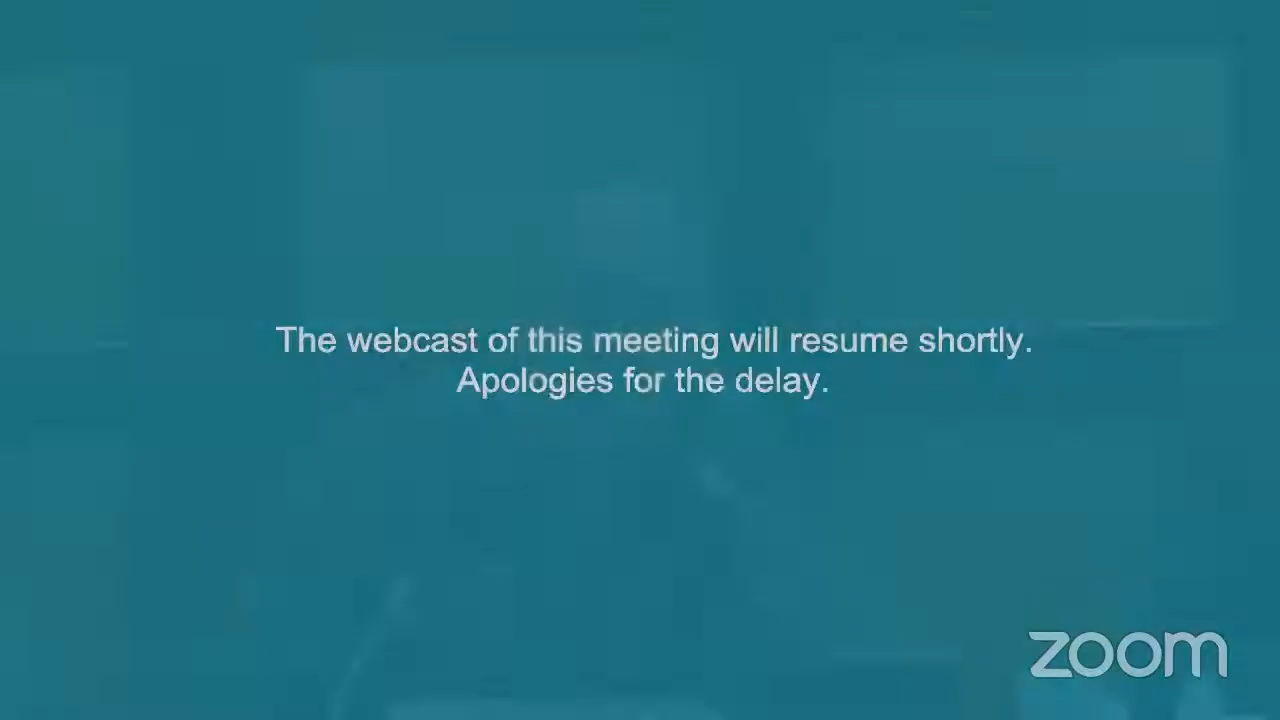 The webcast of this meeting will resume shortly.
Apologies for the delay.
zoom